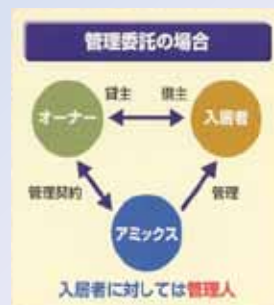 管理委託の場合
貸主 借主
オーナー 入居者
管理契約 管理
アミックス
入居者に対しては管理人